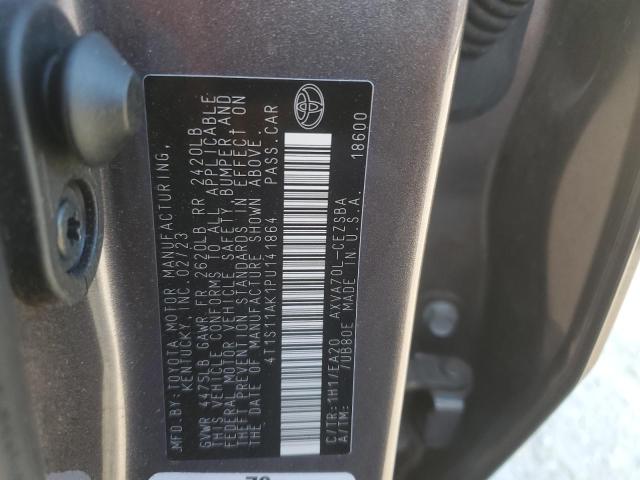 MFD.BY:TOYOTA MOTOR MANUFACTURING,
KENTUCKY, INC. 02/23
GVWR 4475LB GAWR FR 2620LB RR 2420LB
THIS VEHICLE CONFORMS TO ALL APPLICABLE
FEDERAL MOTOR VEHICLE SAFETY, BUMPER AND
THEFT PREVENTION STANDARDS IN EFFECT ON
THE DATE OF MANUFACTURE SHOWN ABOVE.
4T1S11AK1PU141864 PASS.CAR
C/TR:1H1/EA20 AXVA70L-CEZSBA
A/TM: /UB80E MADE IN U.S.A.
18600